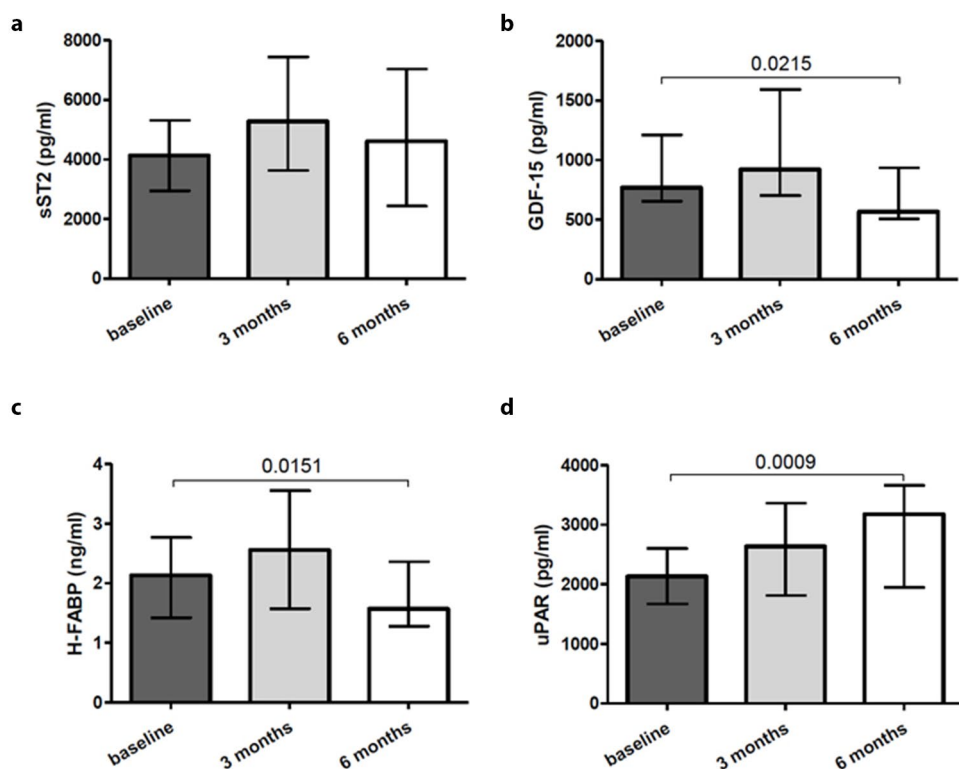 a
sST2 (pg/ml)
8000
6000
4000
2000
0
baseline
3 months
6 months
b
GDF-15 (pg/ml)
2000
1500
1000
500
0
0.0215
baseline
3 months
6 months
c
H-FABP (ng/ml)
4
3
2
1
0
0.0151
baseline
3 months
6 months
d
uPAR (pg/ml)
4000
3000
2000
1000
0
0.0009
baseline
3 months
6 months